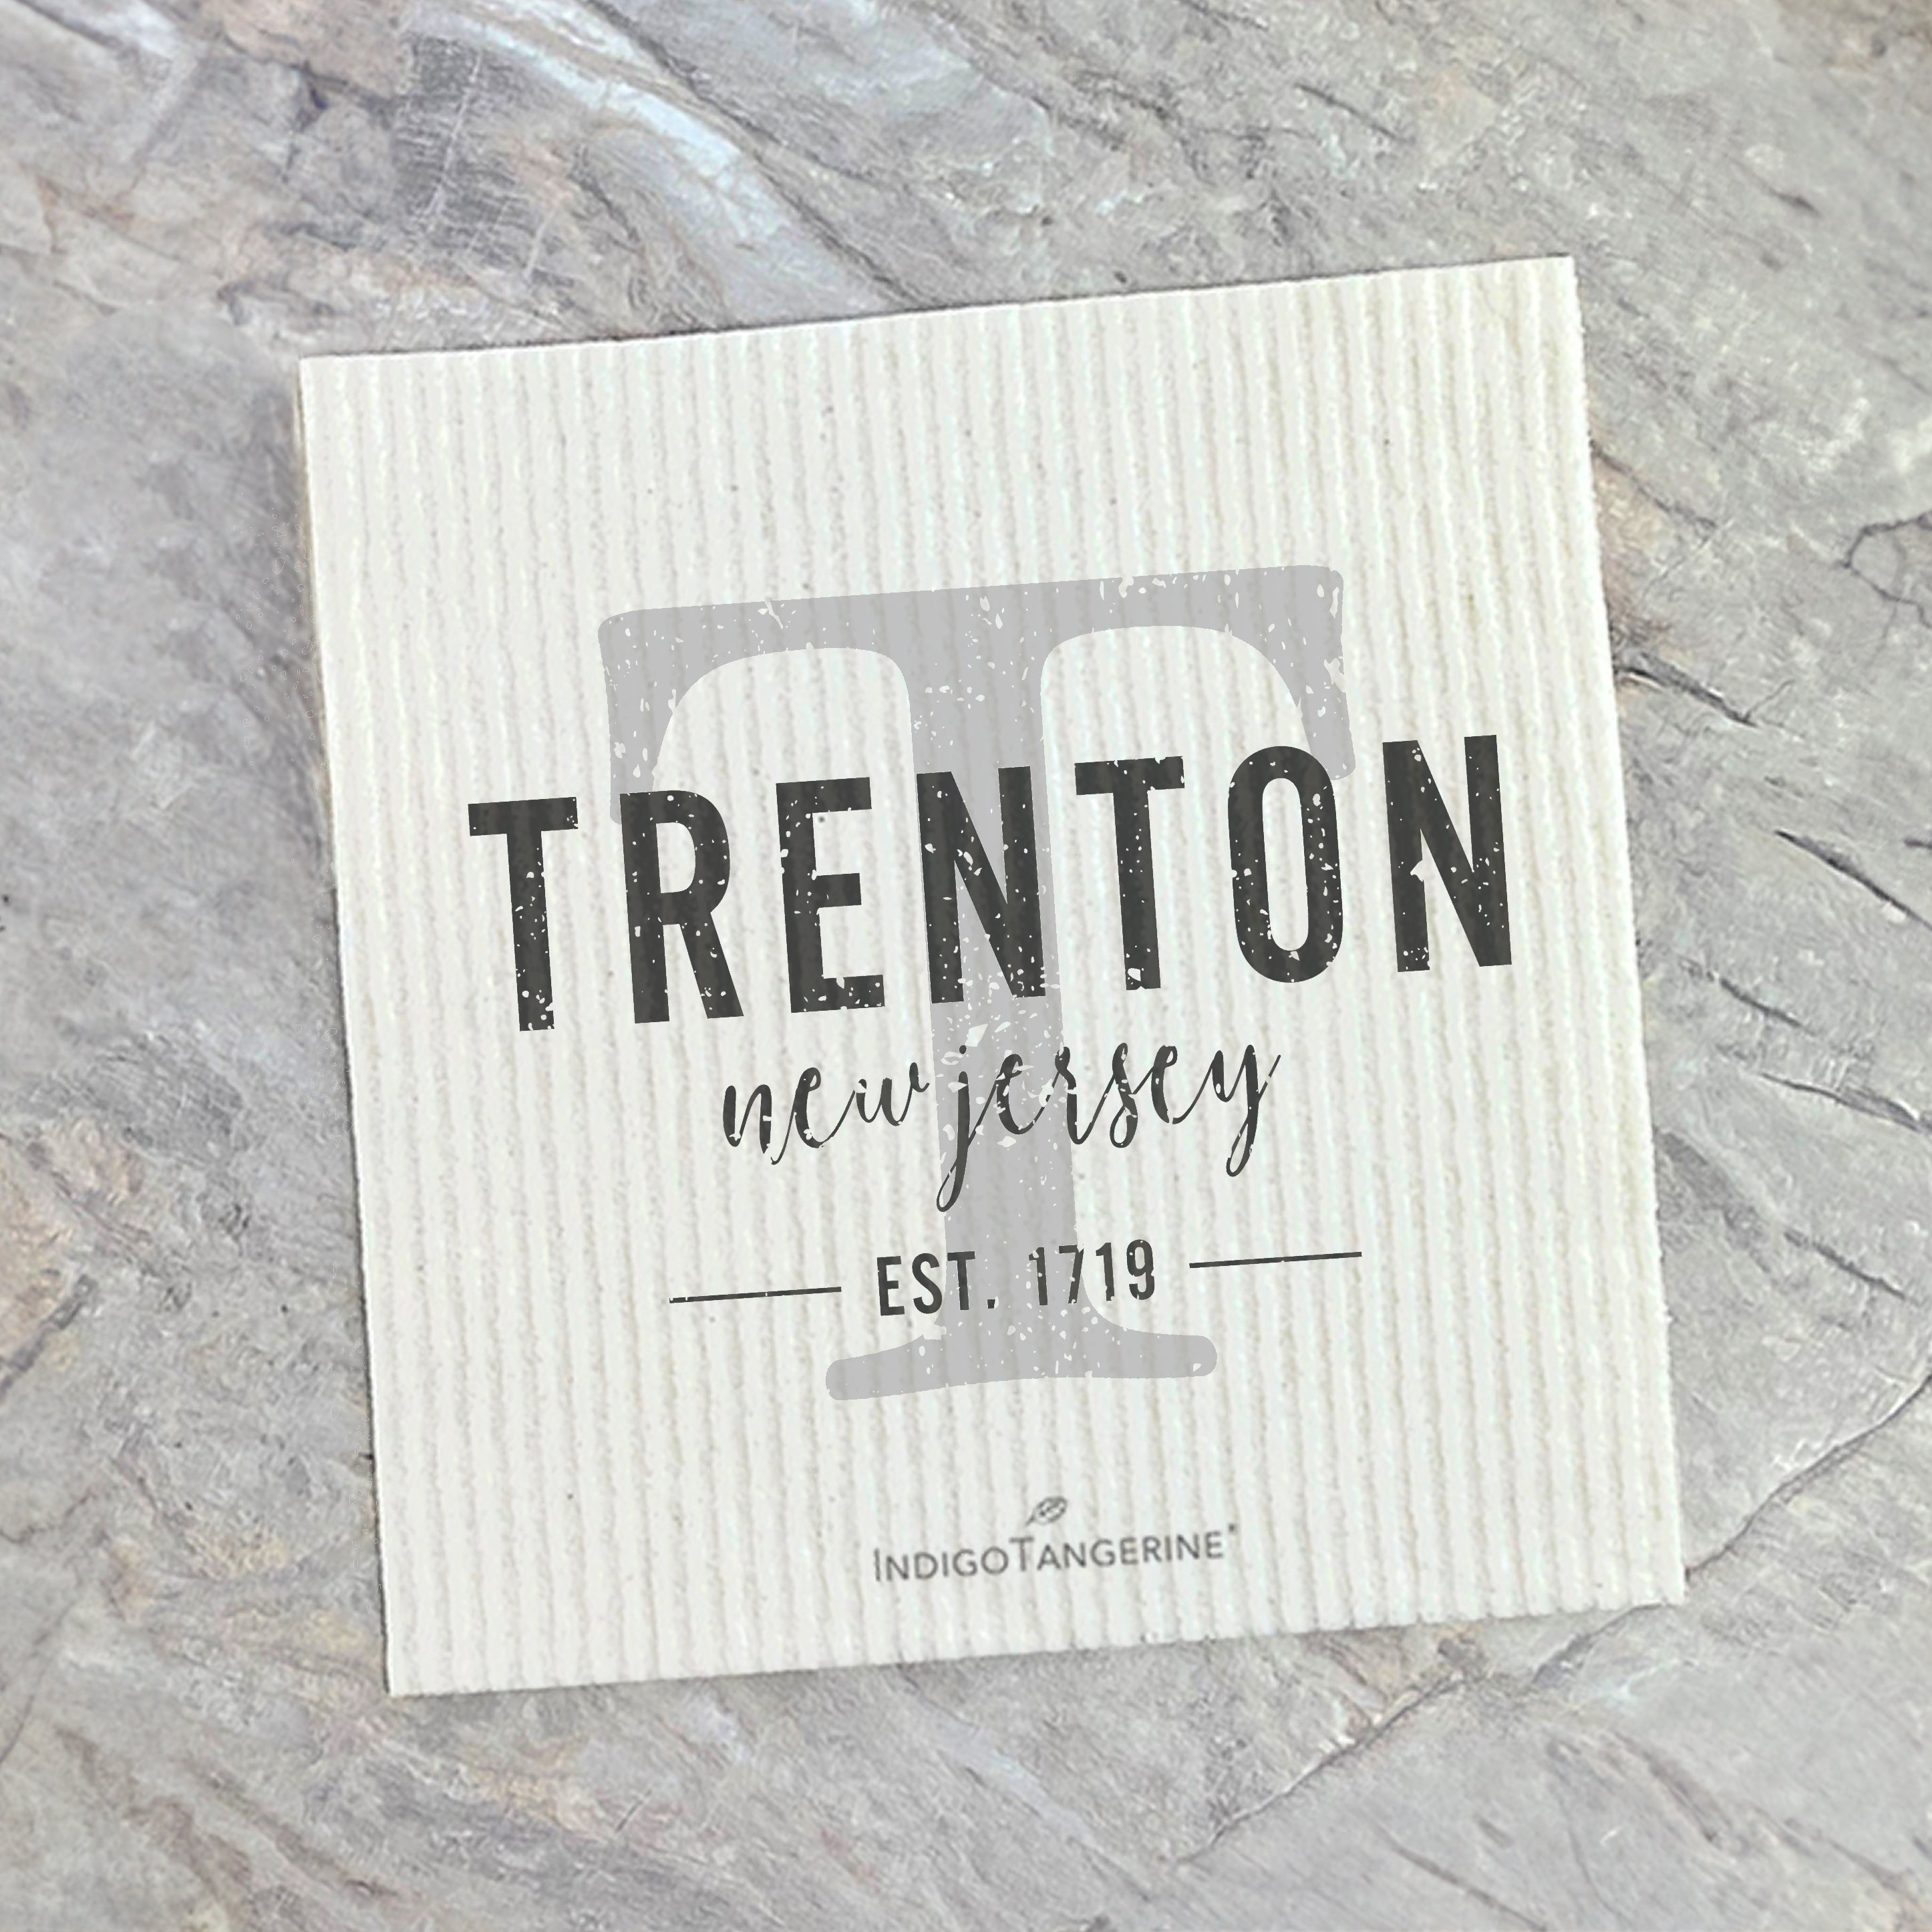 T
TRENTON
new jersey
EST. 1719
INDIGOTANGERINE®